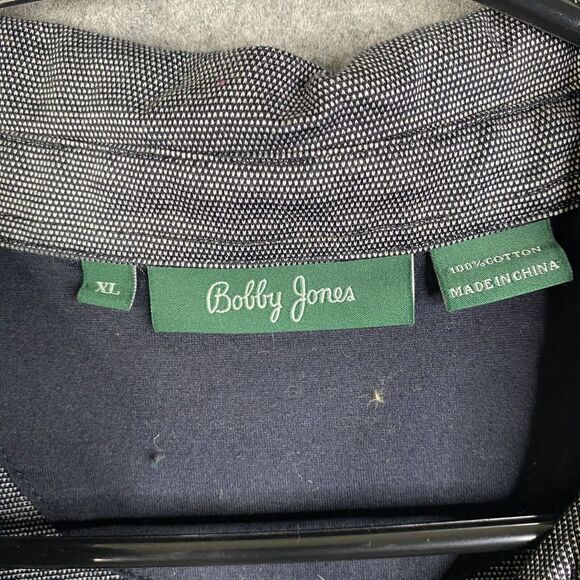 XL
Bobby Jones
100% COTTON
MADE IN CHINA